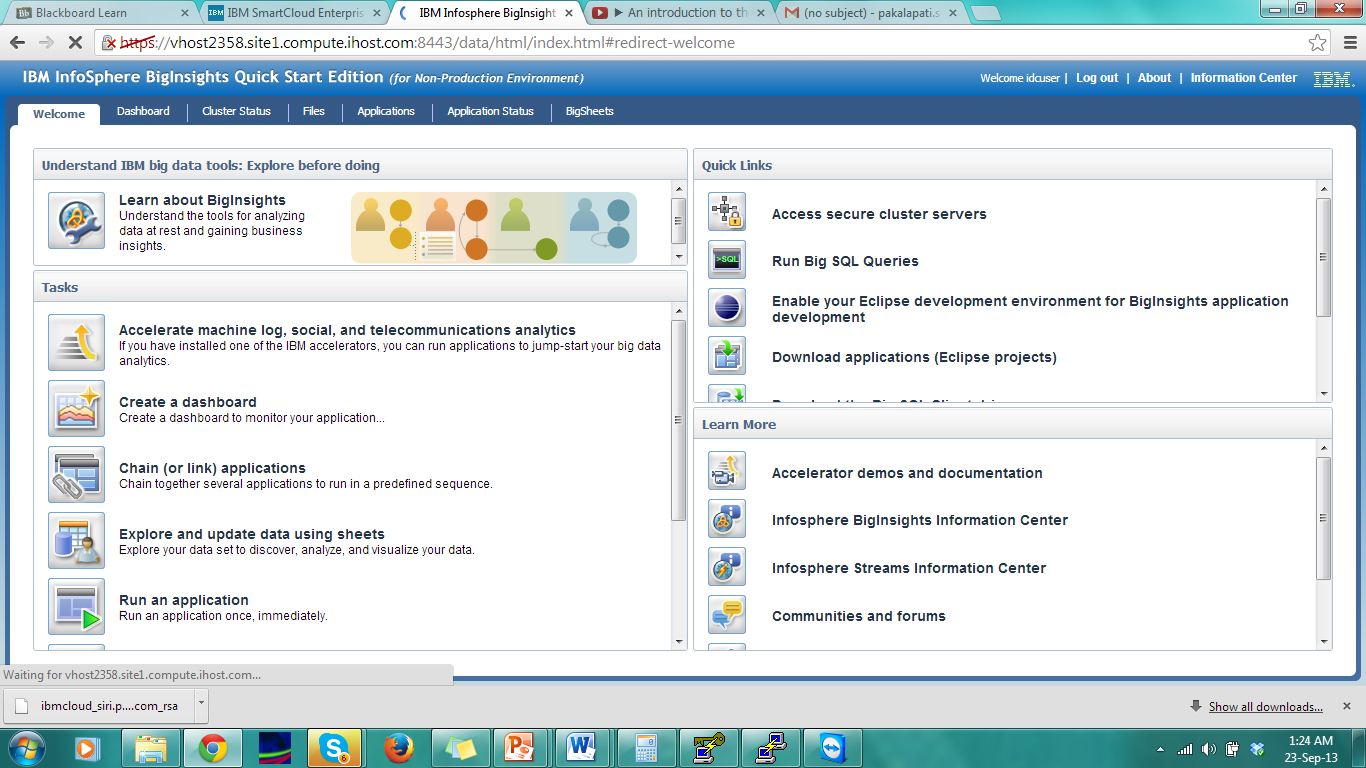 Blackboard Learn
IBM SmartCloud Enterpris
IBM Infosphere BigInsight
▶ An introduction to th
(no subject) - pakalapati.s
https://vhost2358.site1.compute.ihost.com:8443/data/html/index.html#redirect-welcome
IBM InfoSphere BigInsights Quick Start Edition (for Non-Production Environment)
Welcome idcuser | Log out | About | Information Center
IBM.
Welcome
Dashboard
Cluster Status
Files
Applications
Application Status
BigSheets
Understand IBM big data tools: Explore before doing
Learn about BigInsights
Understand the tools for analyzing
data at rest and gaining business
insights.
Tasks
Accelerate machine log, social, and telecommunications analytics
If you have installed one of the IBM accelerators, you can run applications to jump-start your big data
analytics.
Create a dashboard
Create a dashboard to monitor your application...
Chain (or link) applications
Chain together several applications to run in a predefined sequence.
Explore and update data using sheets
Explore your data set to discover, analyze, and visualize your data.
Run an application
Run an application once, immediately.
Quick Links
Access secure cluster servers
>SQL
Run Big SQL Queries
Enable your Eclipse development environment for BigInsights application
development
Download applications (Eclipse projects)
Learn More
Accelerator demos and documentation
Infosphere BigInsights Information Center
Infosphere Streams Information Center
Communities and forums
Waiting for vhost2358.site1.compute.ihost.com...
ibmcloud_siri.p....com_rsa
Show all downloads...
1:24 AM
23-Sep-13